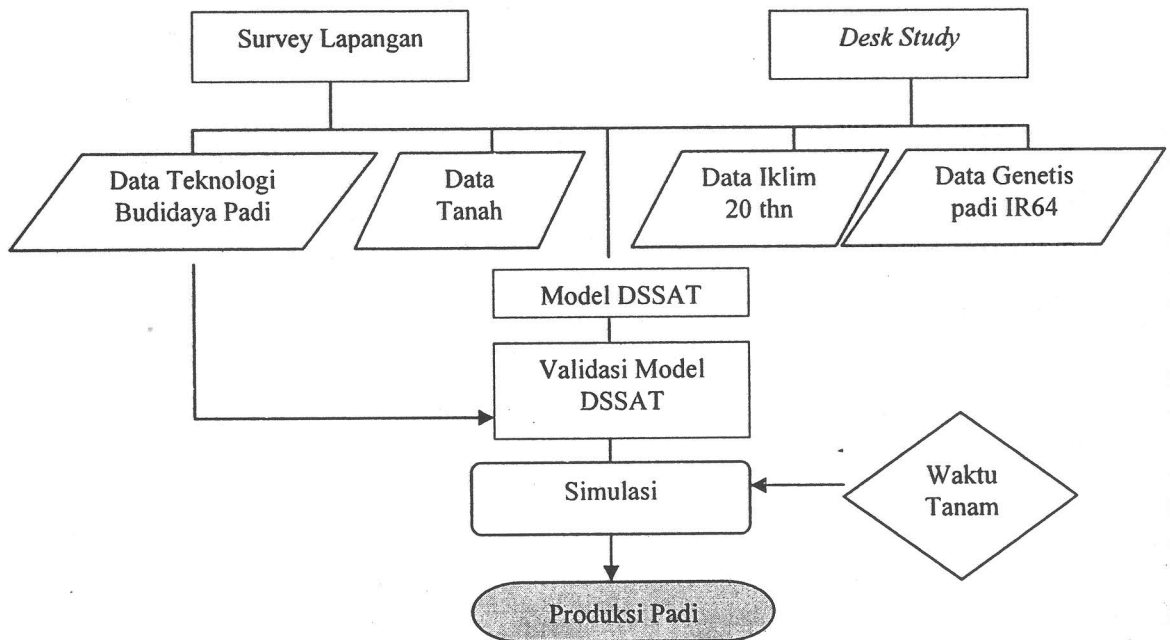 Survey Lapangan
Desk Study
Data Teknologi
Budidaya Padi
Data
Tanah
Data Iklim
20 thn
Data Genetis
padi IR64
Model DSSAT
Validasi Model
DSSAT
Simulasi
Waktu
Tanam
Produksi Padi